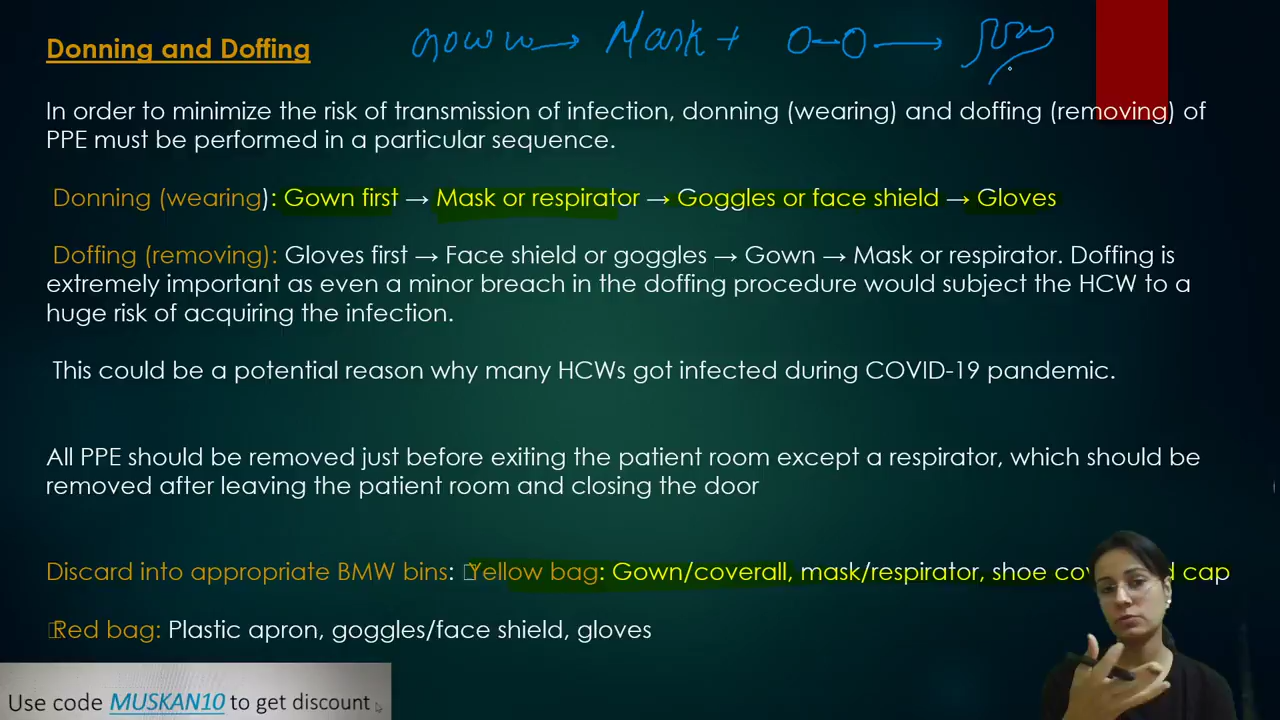 Donning and Doffing
Gown → Mask +
In order to minimize the risk of transmission of infection, donning (wearing) and doffing (removing) of
PPE must be performed in a particular sequence.
Donning (wearing): Gown first → Mask or respirator → Goggles or face shield → Gloves
Doffing (removing): Gloves first → Face shield or goggles → Gown → Mask or respirator. Doffing is
extremely important as even a minor breach in the doffing procedure would subject the HCW to a
huge risk of acquiring the infection.
This could be a potential reason why many HCWs got infected during COVID-19 pandemic.
All PPE should be removed just before exiting the patient room except a respirator, which should be
removed after leaving the patient room and closing the door
Discard into appropriate BMW bins: Yellow bag: Gown/coverall, mask/respirator, shoe cap
Red bag: Plastic apron, goggles/face shield, gloves
Use code MUSKAN10 to get discount